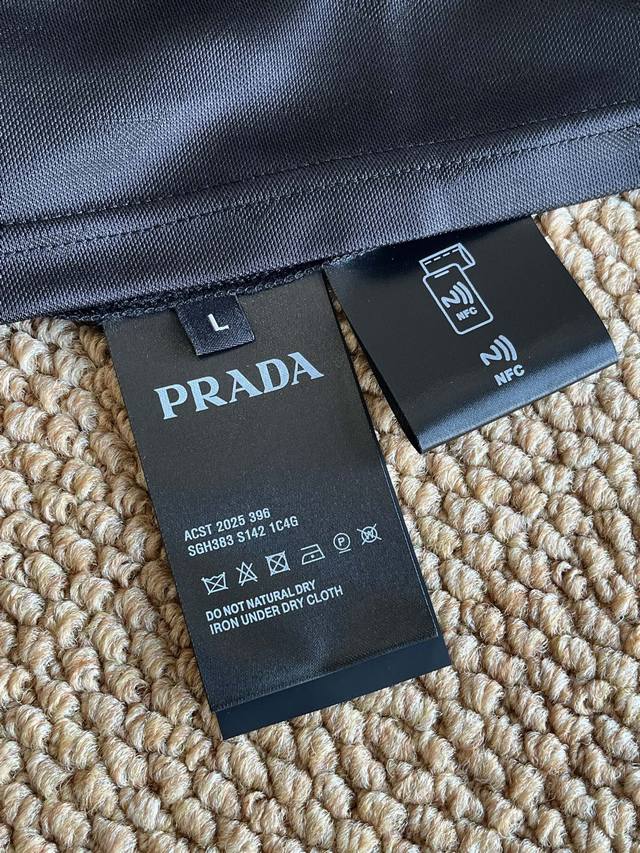 L
PRADA
ACST 2025 396
SGH383 S142 1C4G
DO NOT NATURAL DRY
IRON UNDER DRY CLOTH
NFC
NFC